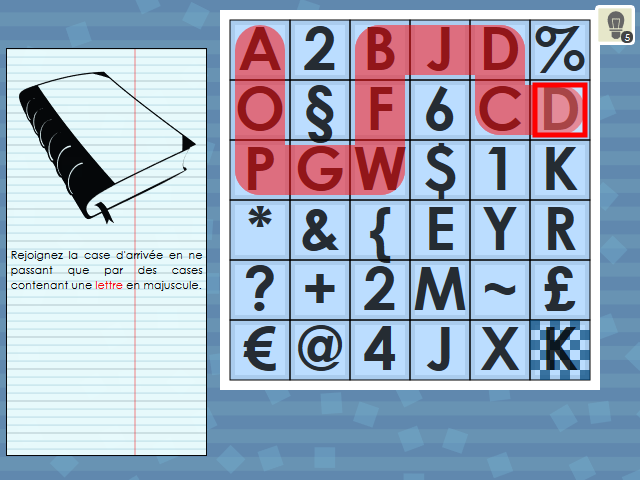 A 2 B J D %
O § F 6 C D
P G W $ 1 K
* & { E Y R
? + 2 M ~ £
€ @ 4 J X K
5
Rejoignez la case d'arrivée en ne
passant que par des cases
contenant une lettre en majuscule.